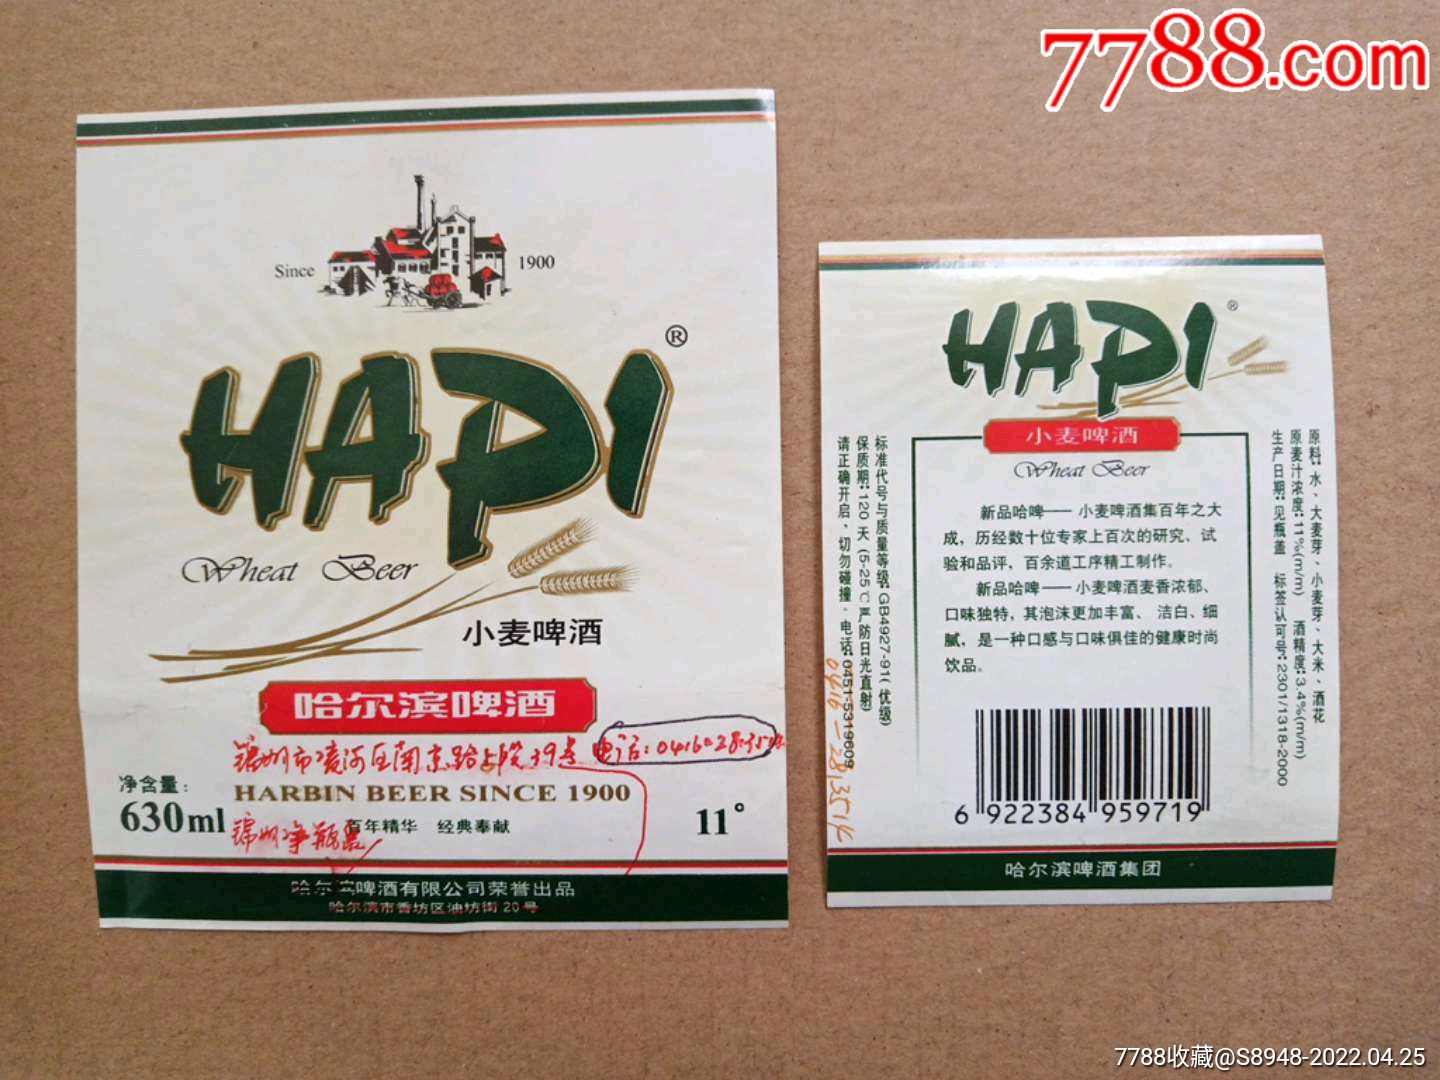 7788.com
Since
1900
HAPI®
Wheat Beer
小麦啤酒
哈尔滨啤酒
锦州市凌河区南京路
电话:
净含量:
630ml
HARBIN BEER SINCE 1900
百年精华 经典奉献
11°
哈尔滨啤酒有限公司荣誉出品
哈尔滨市香坊区油坊街 20号
HAPI®
小麦啤酒
Wheat Beer
新品哈啤——小麦啤酒集百年之大
成，历经数十位专家上百次的研究、试
验和品评，百余道工序精工制作。
新品哈啤——小麦啤酒麦香浓郁、
口味独特，其泡沫更加丰富、洁白、细
腻，是一种口感与口味俱佳的健康时尚
饮品。
原料:水、大麦芽、小麦芽、大米、酒花
原麦汁浓度:11%(m/m) 酒精度:3.4%(m/m)
生产日期:见瓶盖 标签认可号:2301/1318-2000
标准代号与质量等级:GB4927-91(优级)
保质期:120天(5-25℃严防日光直射)
请正确开启，切勿碰撞。电话:0451-5319609
6 922384 959719
哈尔滨啤酒集团
7788收藏@S8948-2022.04.25